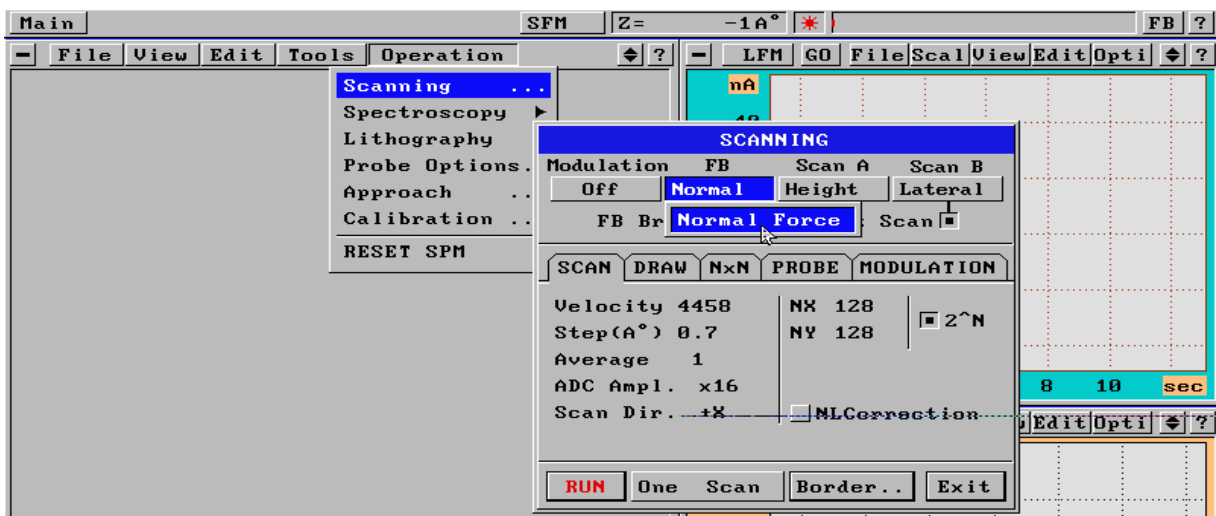 Main SFM Z= -1A° FB ?
- File View Edit Tools Operation ?
- LFM GO File Scal View Edit Opti ?
nA
Scanning ...
Spectroscopy
Lithography
Probe Options.
Approach ..
Calibration ..
RESET SPM
SCANNING
Modulation FB Scan A Scan B
Off Normal Height Lateral
FB Br Normal Force : Scan
SCAN DRAW NxN PROBE MODULATION
Velocity 4458 NX 128 2^N
Step(A°) 0.7 NY 128
Average 1
ADC Ampl. x16
Scan Dir. +X NLCorrection
RUN One Scan Border.. Exit
8 10 sec
Edit Opti ?